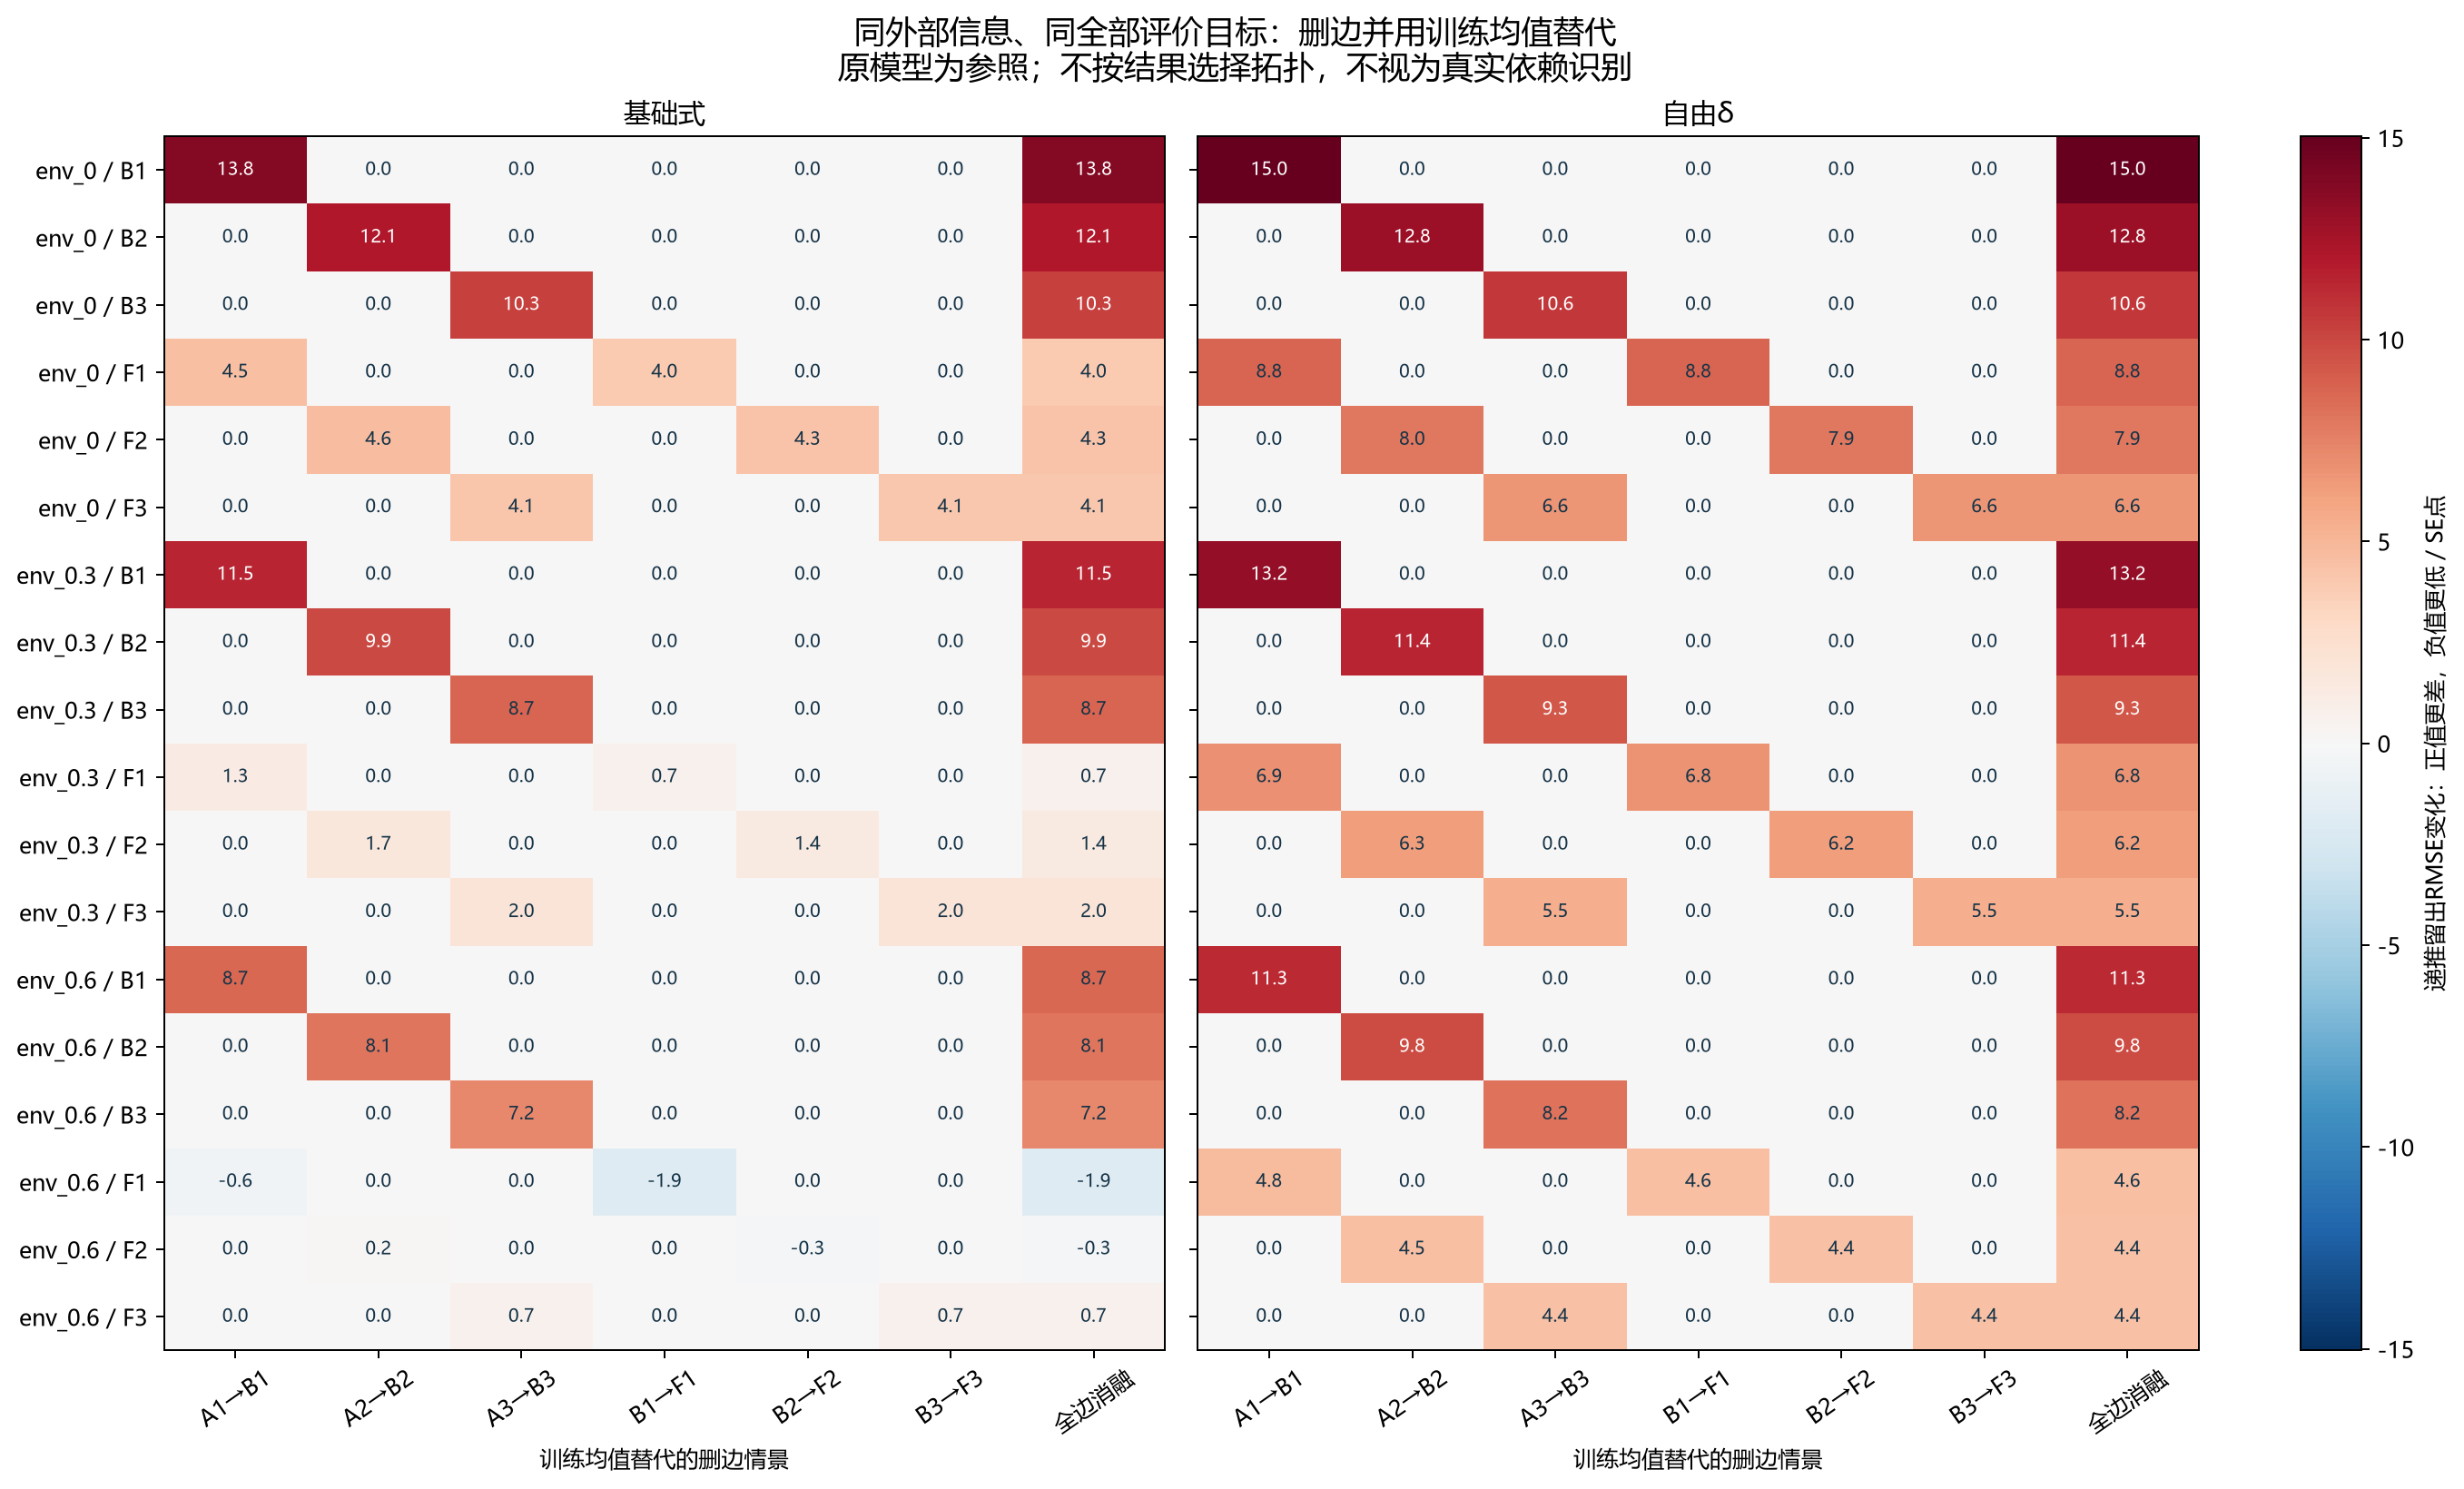 同外部信息、同全部评价目标：删边并用训练均值替代
原模型为参照；不按结果选择拓扑，不视为真实依赖识别
基础式
自由δ
env_0 / B1 13.8 0.0 0.0 0.0 0.0 0.0 13.8 15.0 0.0 0.0 0.0 0.0 0.0 15.0
env_0 / B2 0.0 12.1 0.0 0.0 0.0 0.0 12.1 0.0 12.8 0.0 0.0 0.0 0.0 12.8
env_0 / B3 0.0 0.0 10.3 0.0 0.0 0.0 10.3 0.0 0.0 10.6 0.0 0.0 0.0 10.6
env_0 / F1 4.5 0.0 0.0 4.0 0.0 0.0 4.0 8.8 0.0 0.0 8.8 0.0 0.0 8.8
env_0 / F2 0.0 4.6 0.0 0.0 4.3 0.0 4.3 0.0 8.0 0.0 0.0 7.9 0.0 7.9
env_0 / F3 0.0 0.0 4.1 0.0 0.0 4.1 4.1 0.0 0.0 6.6 0.0 0.0 6.6 6.6
env_0.3 / B1 11.5 0.0 0.0 0.0 0.0 0.0 11.5 13.2 0.0 0.0 0.0 0.0 0.0 13.2
env_0.3 / B2 0.0 9.9 0.0 0.0 0.0 0.0 9.9 0.0 11.4 0.0 0.0 0.0 0.0 11.4
env_0.3 / B3 0.0 0.0 8.7 0.0 0.0 0.0 8.7 0.0 0.0 9.3 0.0 0.0 0.0 9.3
env_0.3 / F1 1.3 0.0 0.0 0.7 0.0 0.0 0.7 6.9 0.0 0.0 6.8 0.0 0.0 6.8
env_0.3 / F2 0.0 1.7 0.0 0.0 1.4 0.0 1.4 0.0 6.3 0.0 0.0 6.2 0.0 6.2
env_0.3 / F3 0.0 0.0 2.0 0.0 0.0 2.0 2.0 0.0 0.0 5.5 0.0 0.0 5.5 5.5
env_0.6 / B1 8.7 0.0 0.0 0.0 0.0 0.0 8.7 11.3 0.0 0.0 0.0 0.0 0.0 11.3
env_0.6 / B2 0.0 8.1 0.0 0.0 0.0 0.0 8.1 0.0 9.8 0.0 0.0 0.0 0.0 9.8
env_0.6 / B3 0.0 0.0 7.2 0.0 0.0 0.0 7.2 0.0 0.0 8.2 0.0 0.0 0.0 8.2
env_0.6 / F1 -0.6 0.0 0.0 -1.9 0.0 0.0 -1.9 4.8 0.0 0.0 4.6 0.0 0.0 4.6
env_0.6 / F2 0.0 0.2 0.0 0.0 -0.3 0.0 -0.3 0.0 4.5 0.0 0.0 4.4 0.0 4.4
env_0.6 / F3 0.0 0.0 0.7 0.0 0.0 0.7 0.7 0.0 0.0 4.4 0.0 0.0 4.4 4.4
A1→B1 A2→B2 A3→B3 B1→F1 B2→F2 B3→F3 全边消融
A1→B1 A2→B2 A3→B3 B1→F1 B2→F2 B3→F3 全边消融
训练均值替代的删边情景
训练均值替代的删边情景
15
10
5
0
-5
-10
-15
递推留出RMSE变化：正值更差，负值更低 / SE点